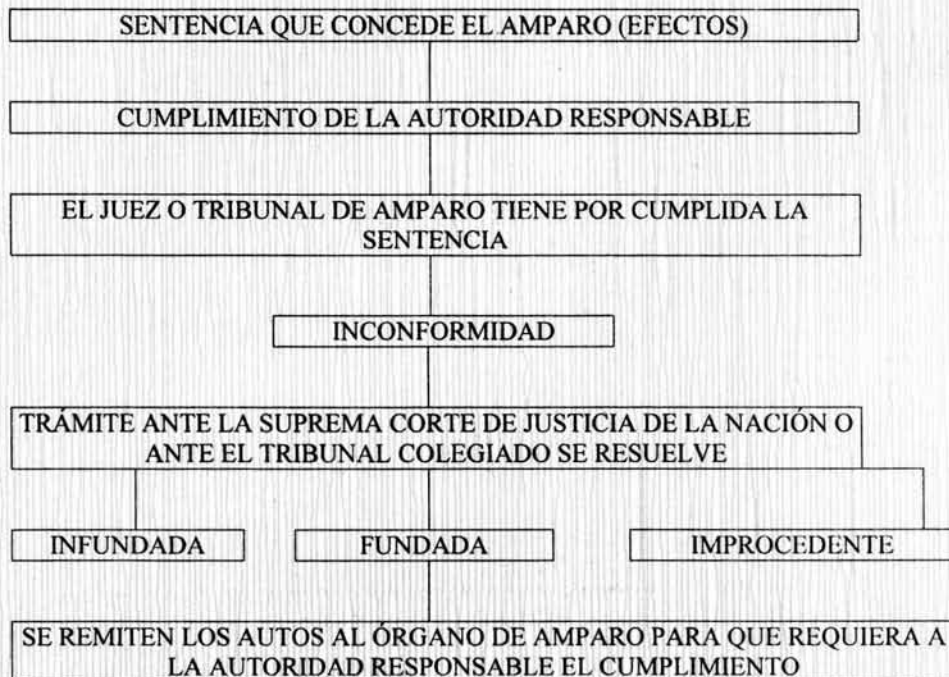 SENTENCIA QUE CONCEDE EL AMPARO (EFECTOS)
CUMPLIMIENTO DE LA AUTORIDAD RESPONSABLE
EL JUEZ O TRIBUNAL DE AMPARO TIENE POR CUMPLIDA LA
SENTENCIA
INCONFORMIDAD
TRÁMITE ANTE LA SUPREMA CORTE DE JUSTICIA DE LA NACIÓN O
ANTE EL TRIBUNAL COLEGIADO SE RESUELVE
INFUNDADA FUNDADA IMPROCEDENTE
SE REMITEN LOS AUTOS AL ÓRGANO DE AMPARO PARA QUE REQUIERA A
LA AUTORIDAD RESPONSABLE EL CUMPLIMIENTO